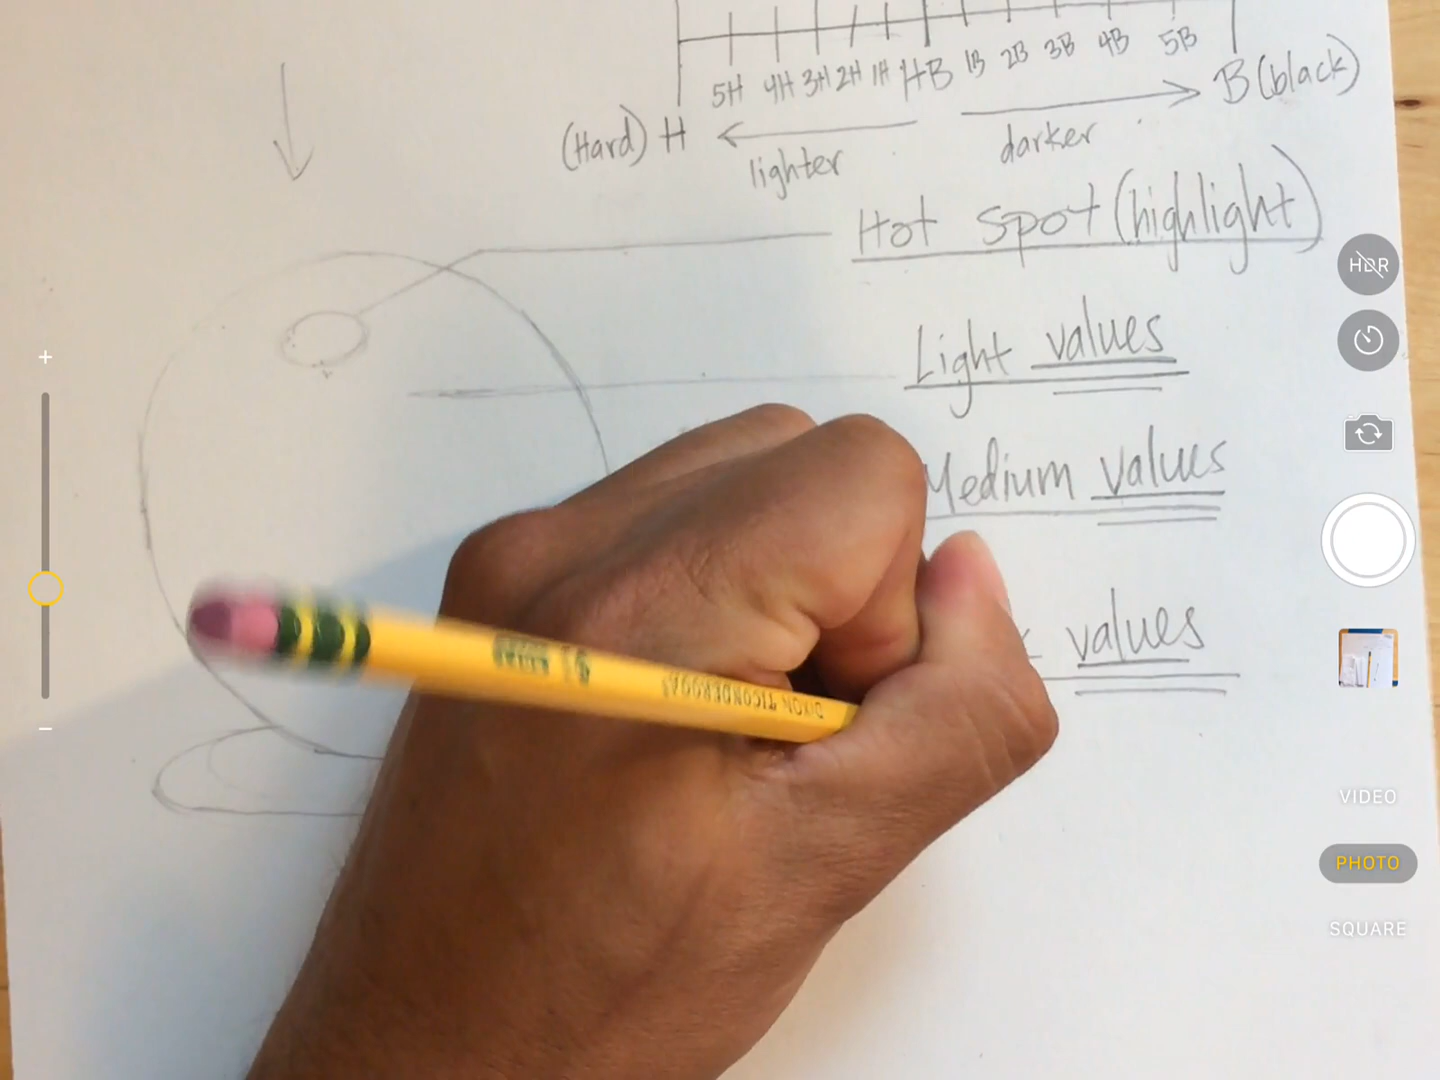 5H 4H 3H 2H 1H HB 1B 2B 3B 4B 5B
(Hard) H lighter darker B (black)
Hot spot (highlight)
Light values
Medium values
values
DIXON TICONDEROGA
HDR
VIDEO
PHOTO
SQUARE